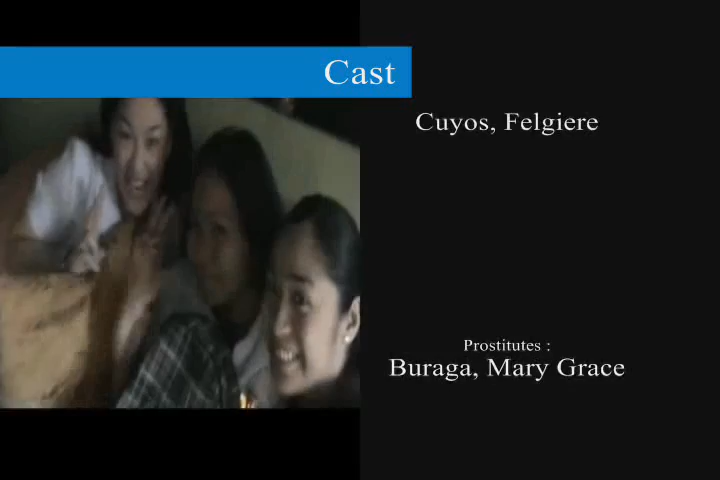 Cast
Cuyos, Felgiere
Prostitutes :
Buraga, Mary Grace